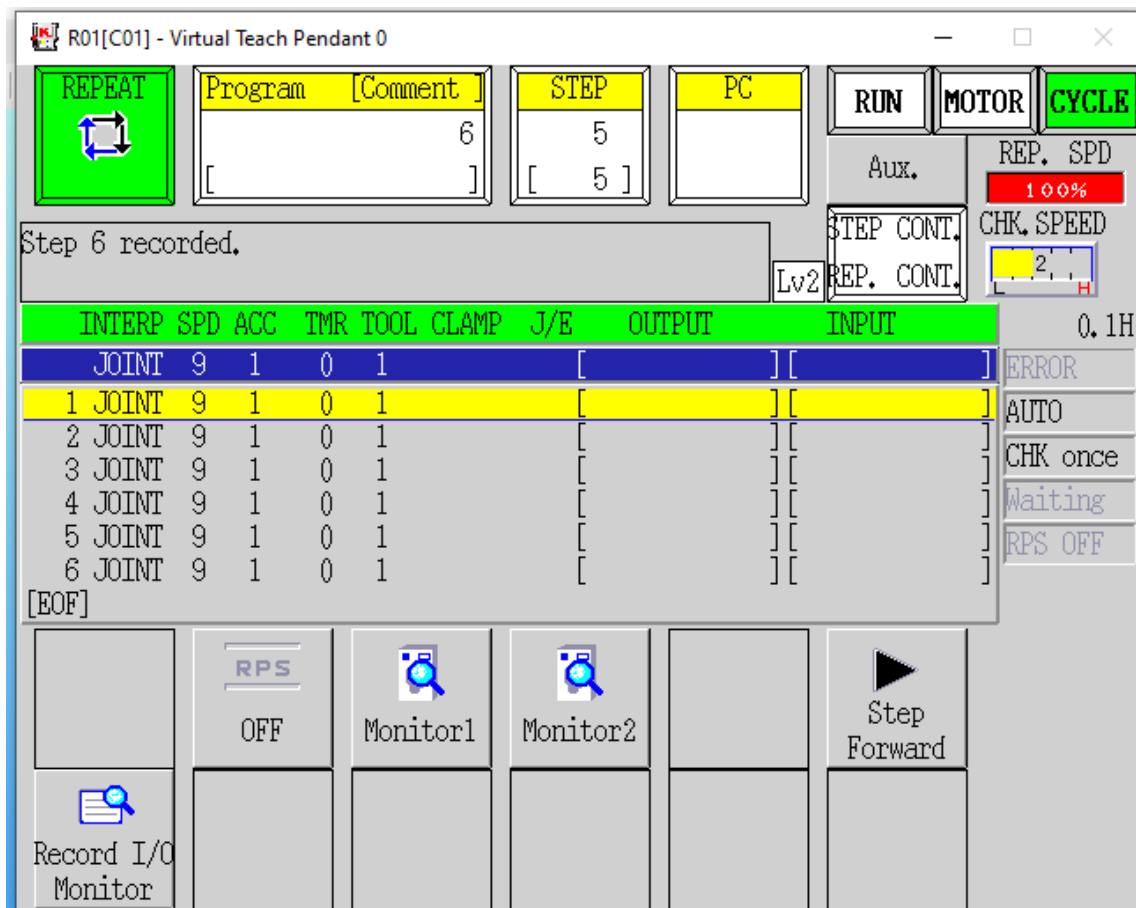 R01[C01] - Virtual Teach Pendant 0
REPEAT
Program [Comment ]
6
[ ]
STEP
5
[ 5 ]
PC
RUN MOTOR CYCLE
Aux.
REP. SPD
100%
Step 6 recorded.
Lv2
STEP CONT.
REP. CONT.
CHK.SPEED
2
L H
INTERP SPD ACC TMR TOOL CLAMP J/E OUTPUT INPUT
0.1H
JOINT 9 1 0 1 [ ][ ]
1 JOINT 9 1 0 1 [ ][ ]
2 JOINT 9 1 0 1 [ ][ ]
3 JOINT 9 1 0 1 [ ][ ]
4 JOINT 9 1 0 1 [ ][ ]
5 JOINT 9 1 0 1 [ ][ ]
6 JOINT 9 1 0 1 [ ][ ]
[EOF]
ERROR
AUTO
CHK once
Waiting
RPS OFF
RPS
OFF
Monitor1
Monitor2
Step
Forward
Record I/O
Monitor